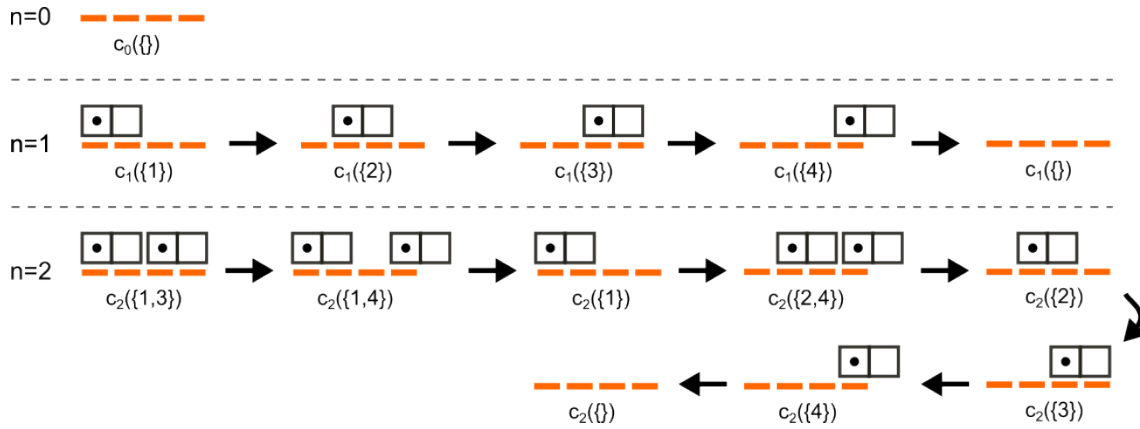 n=0
c₀({})
n=1
c₁({1}) c₁({2}) c₁({3}) c₁({4}) c₁({})
n=2
c₂({1,3}) c₂({1,4}) c₂({1}) c₂({2,4}) c₂({2})
c₂({}) c₂({4}) c₂({3})